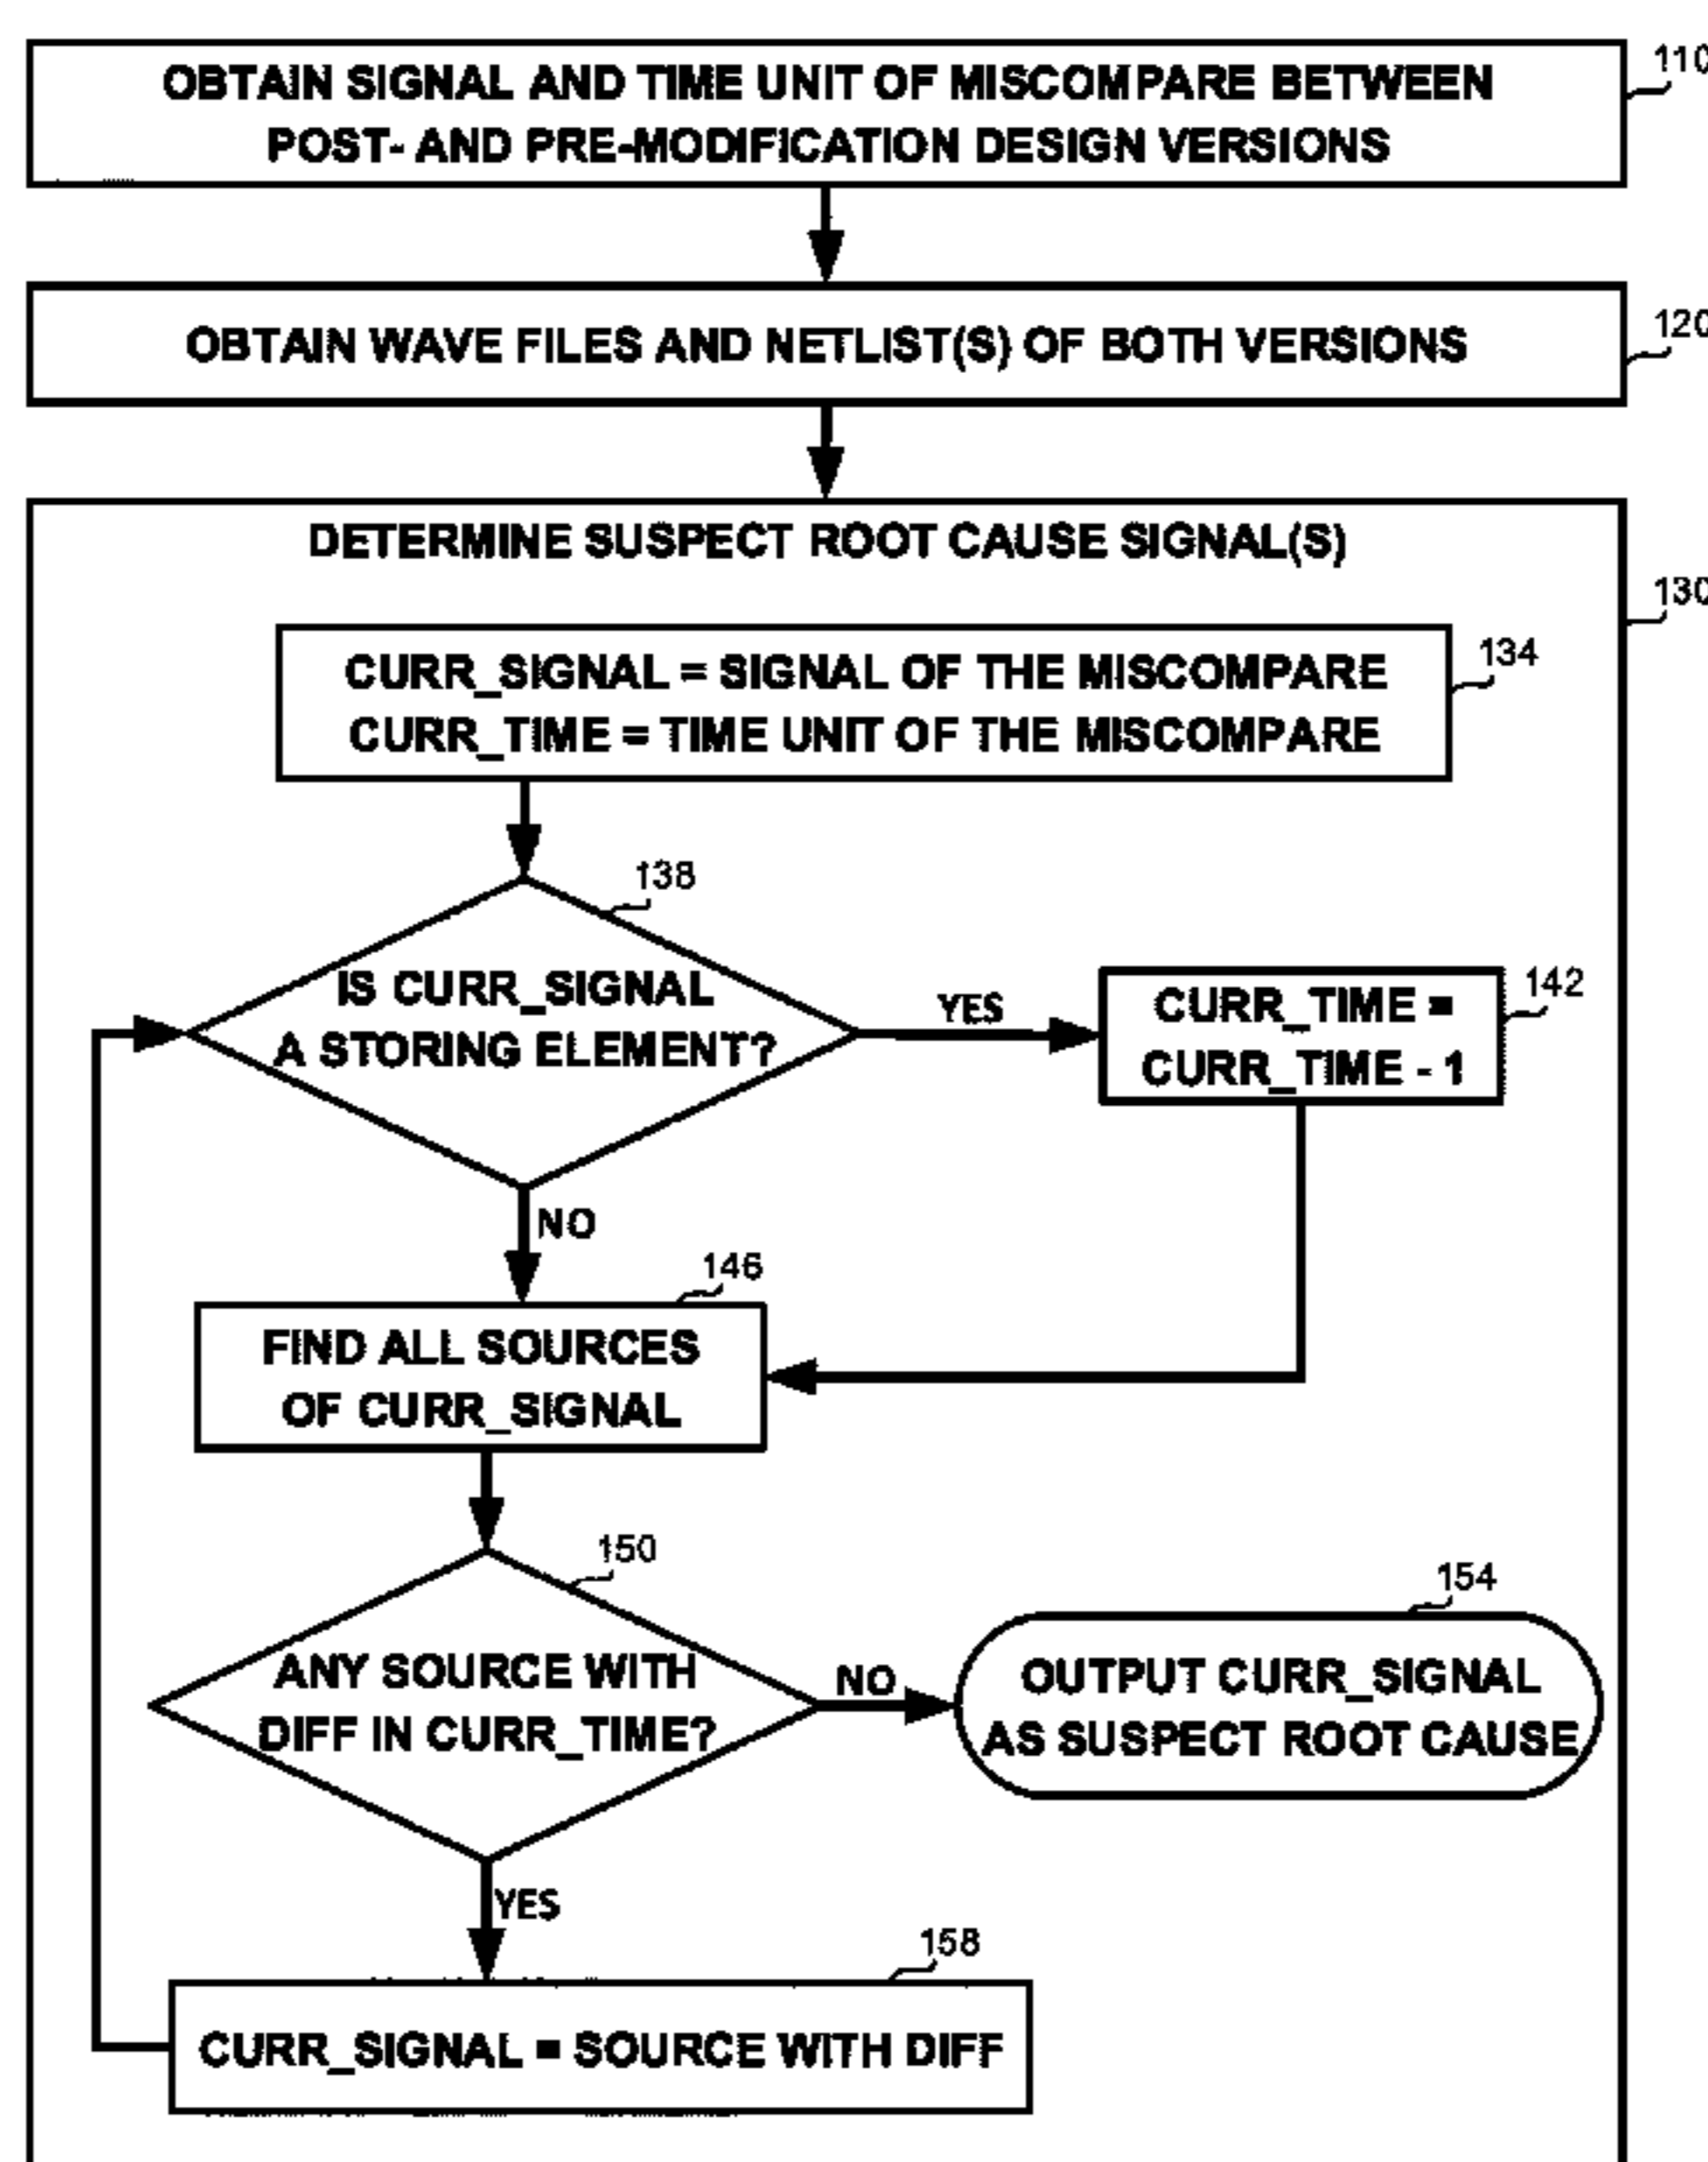 OBTAIN SIGNAL AND TIME UNIT OF MISCOMPARE BETWEEN
POST- AND PRE-MODIFICATION DESIGN VERSIONS
110
OBTAIN WAVE FILES AND NETLIST(S) OF BOTH VERSIONS
120
DETERMINE SUSPECT ROOT CAUSE SIGNAL(S)
130
CURR_SIGNAL = SIGNAL OF THE MISCOMPARE
CURR_TIME = TIME UNIT OF THE MISCOMPARE
134
138
IS CURR_SIGNAL
A STORING ELEMENT?
YES
CURR_TIME =
CURR_TIME - 1
142
NO
146
FIND ALL SOURCES
OF CURR_SIGNAL
150
ANY SOURCE WITH
DIFF IN CURR_TIME?
NO
154
OUTPUT CURR_SIGNAL
AS SUSPECT ROOT CAUSE
YES
158
CURR_SIGNAL = SOURCE WITH DIFF